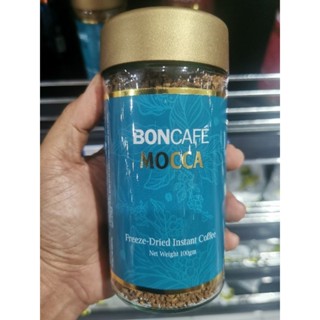 BONCAFÉ
MOCCA
Freeze-Dried Instant Coffee
Net Weight 100gm